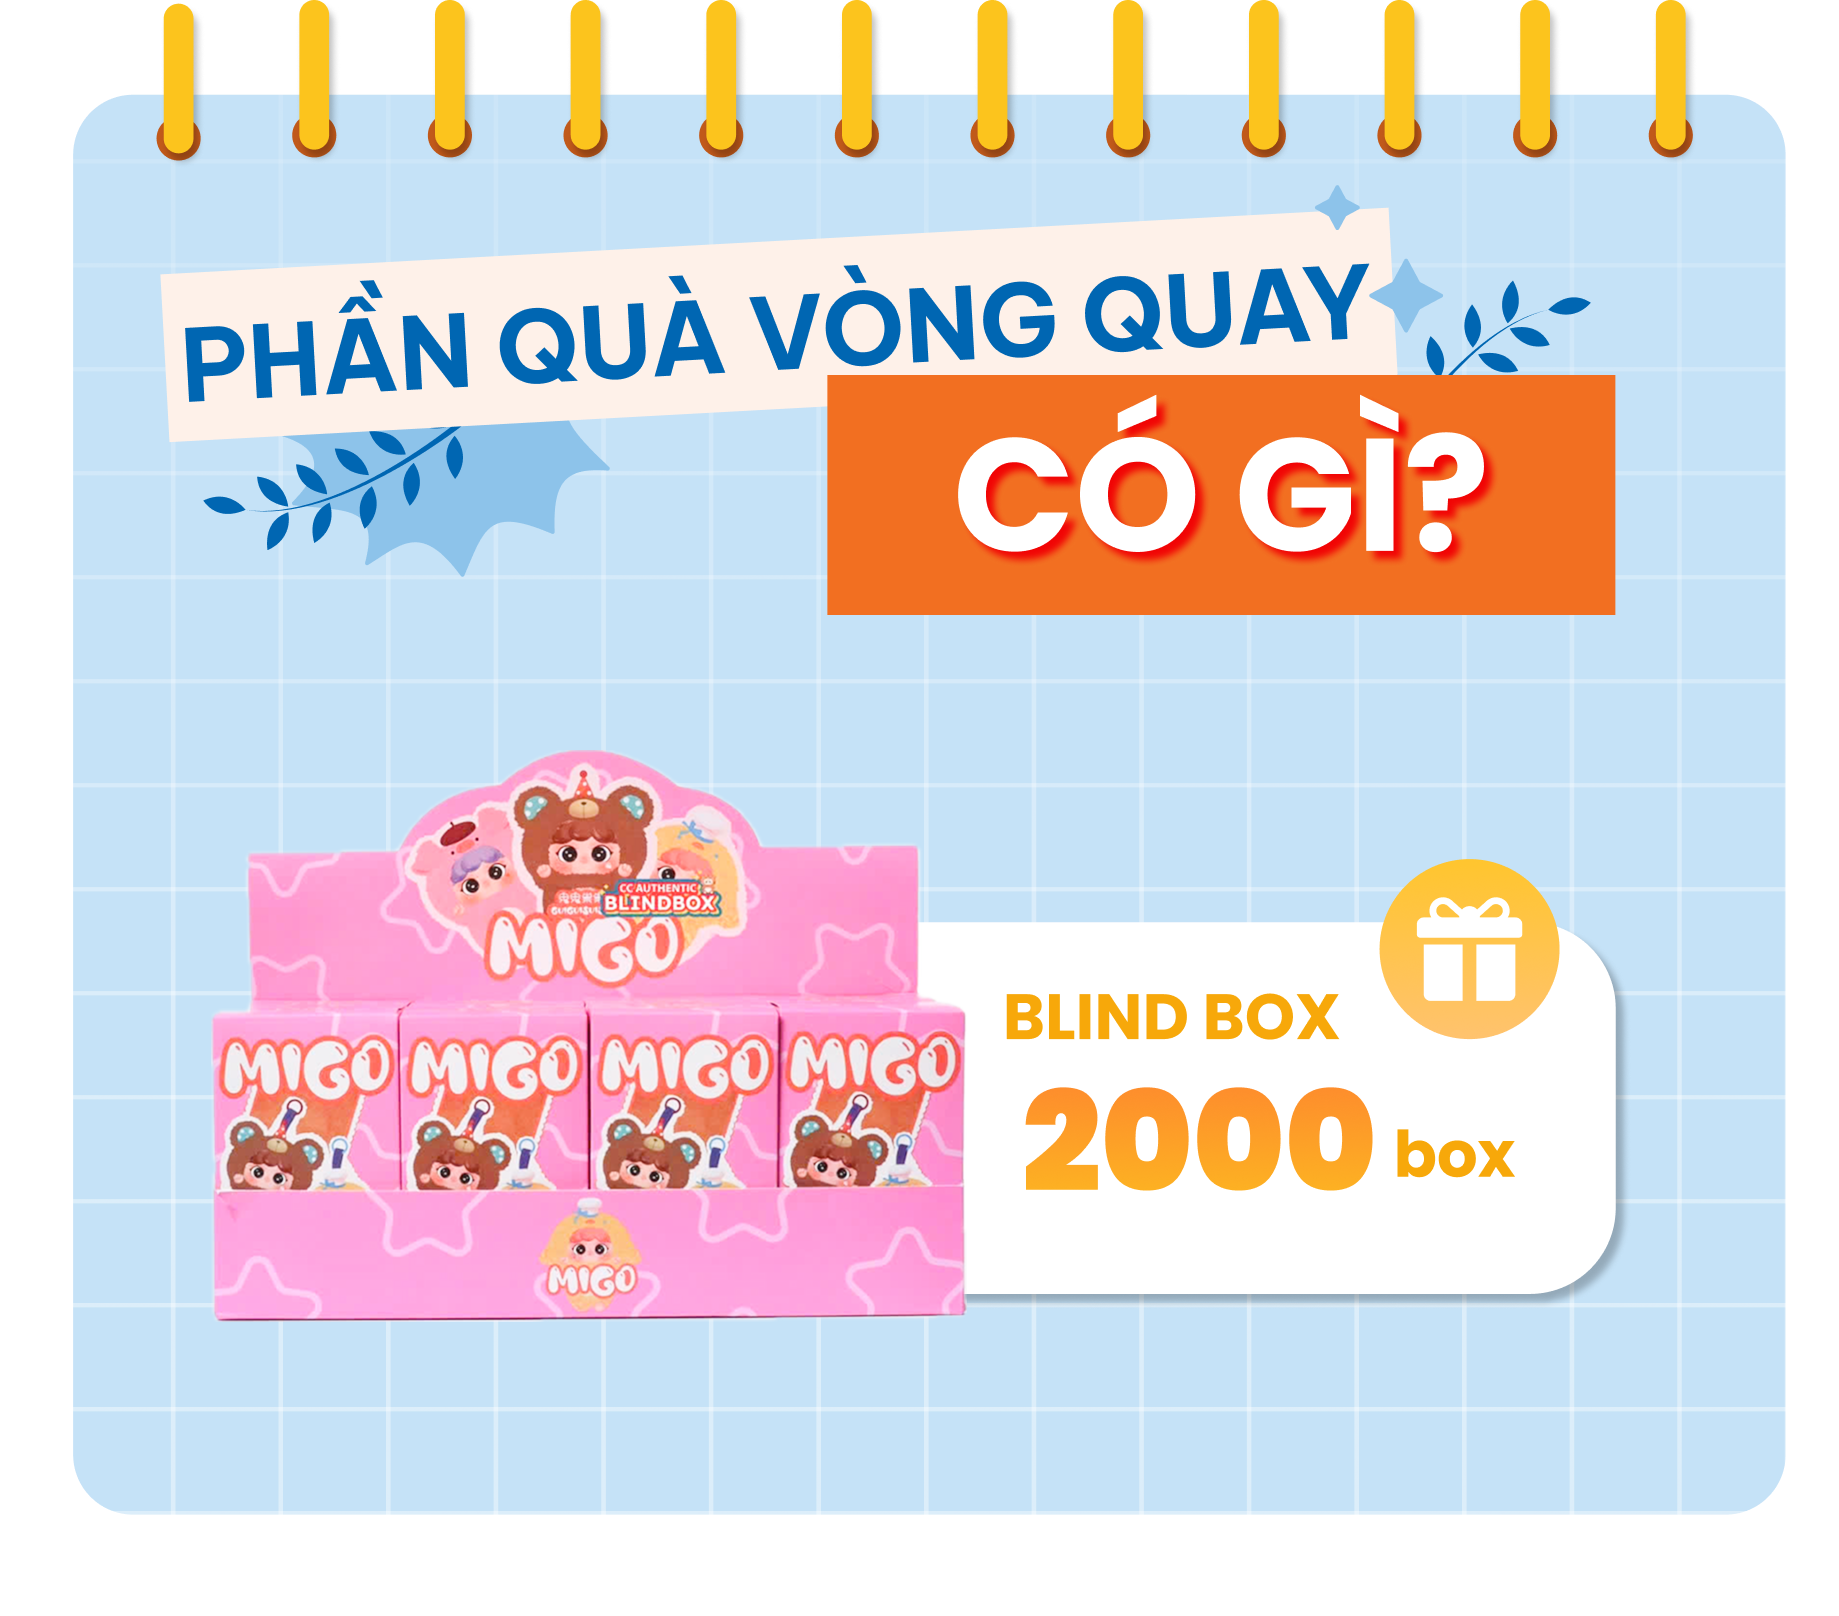 PHẦN QUÀ VÒNG QUAY
CÓ GÌ?
CC AUTHENTIC
BLINDBOX
MIGO
BLIND BOX
2000 box
MIGO MIGO MIGO MIGO
MIGO